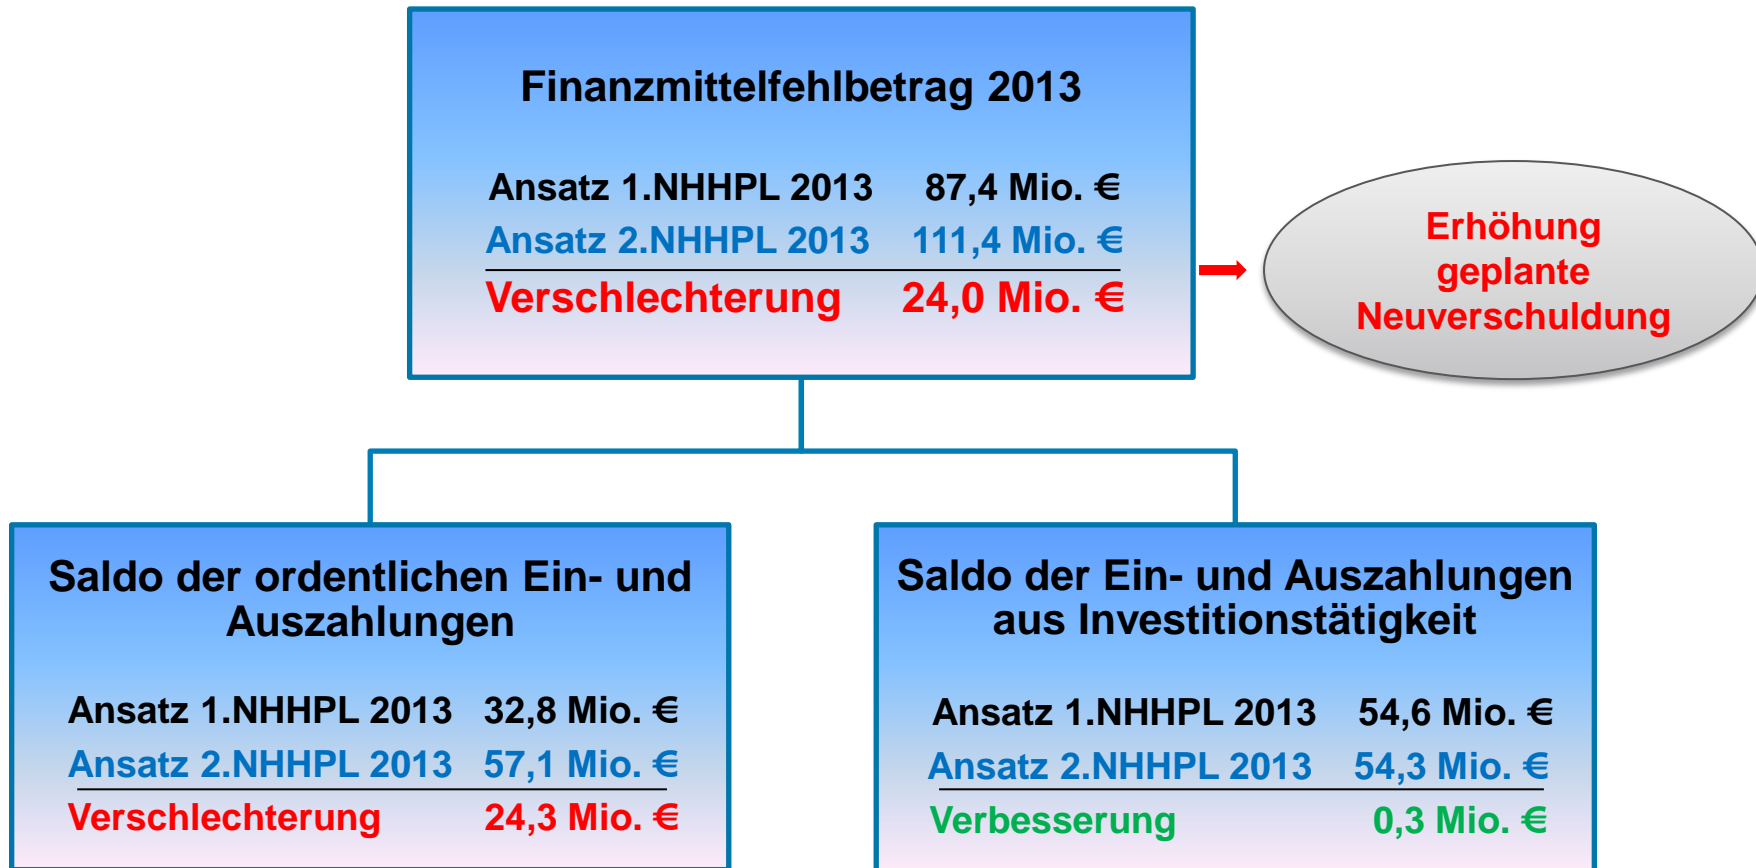 Finanzmittelfehlbetrag 2013
Ansatz 1.NHHPL 2013 87,4 Mio. €
Ansatz 2.NHHPL 2013 111,4 Mio. €
Verschlechterung 24,0 Mio. €
Erhöhung
geplante
Neuverschuldung
Saldo der ordentlichen Ein- und
Auszahlungen
Ansatz 1.NHHPL 2013 32,8 Mio. €
Ansatz 2.NHHPL 2013 57,1 Mio. €
Verschlechterung 24,3 Mio. €
Saldo der Ein- und Auszahlungen
aus Investitionstätigkeit
Ansatz 1.NHHPL 2013 54,6 Mio. €
Ansatz 2.NHHPL 2013 54,3 Mio. €
Verbesserung 0,3 Mio. €